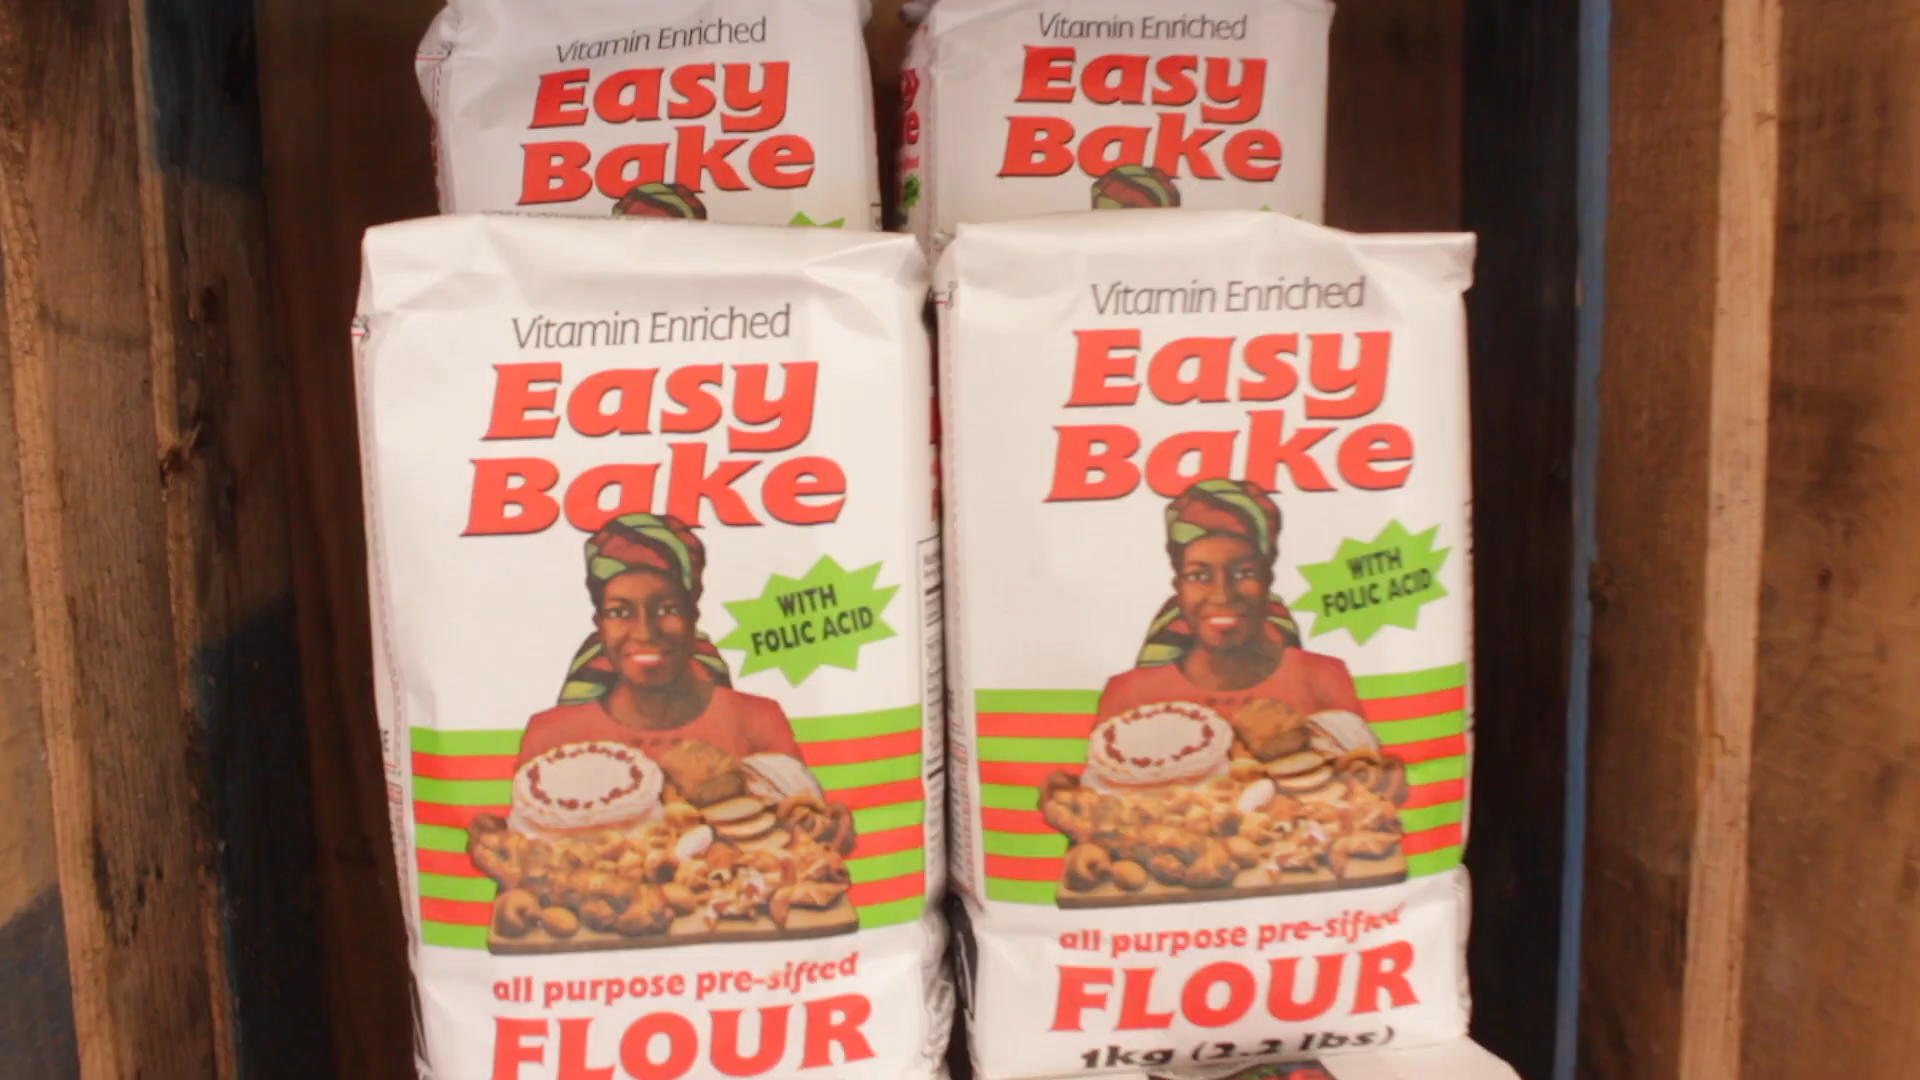 Vitamin Enriched
Easy
Bake
Vitamin Enriched
Easy
Bake
Vitamin Enriched
Easy
Bake
WITH
FOLIC ACID
all purpose pre-sifted
FLOUR
Vitamin Enriched
Easy
Bake
WITH
FOLIC ACID
all purpose pre-sifted
FLOUR
1kg (2.2 lbs)